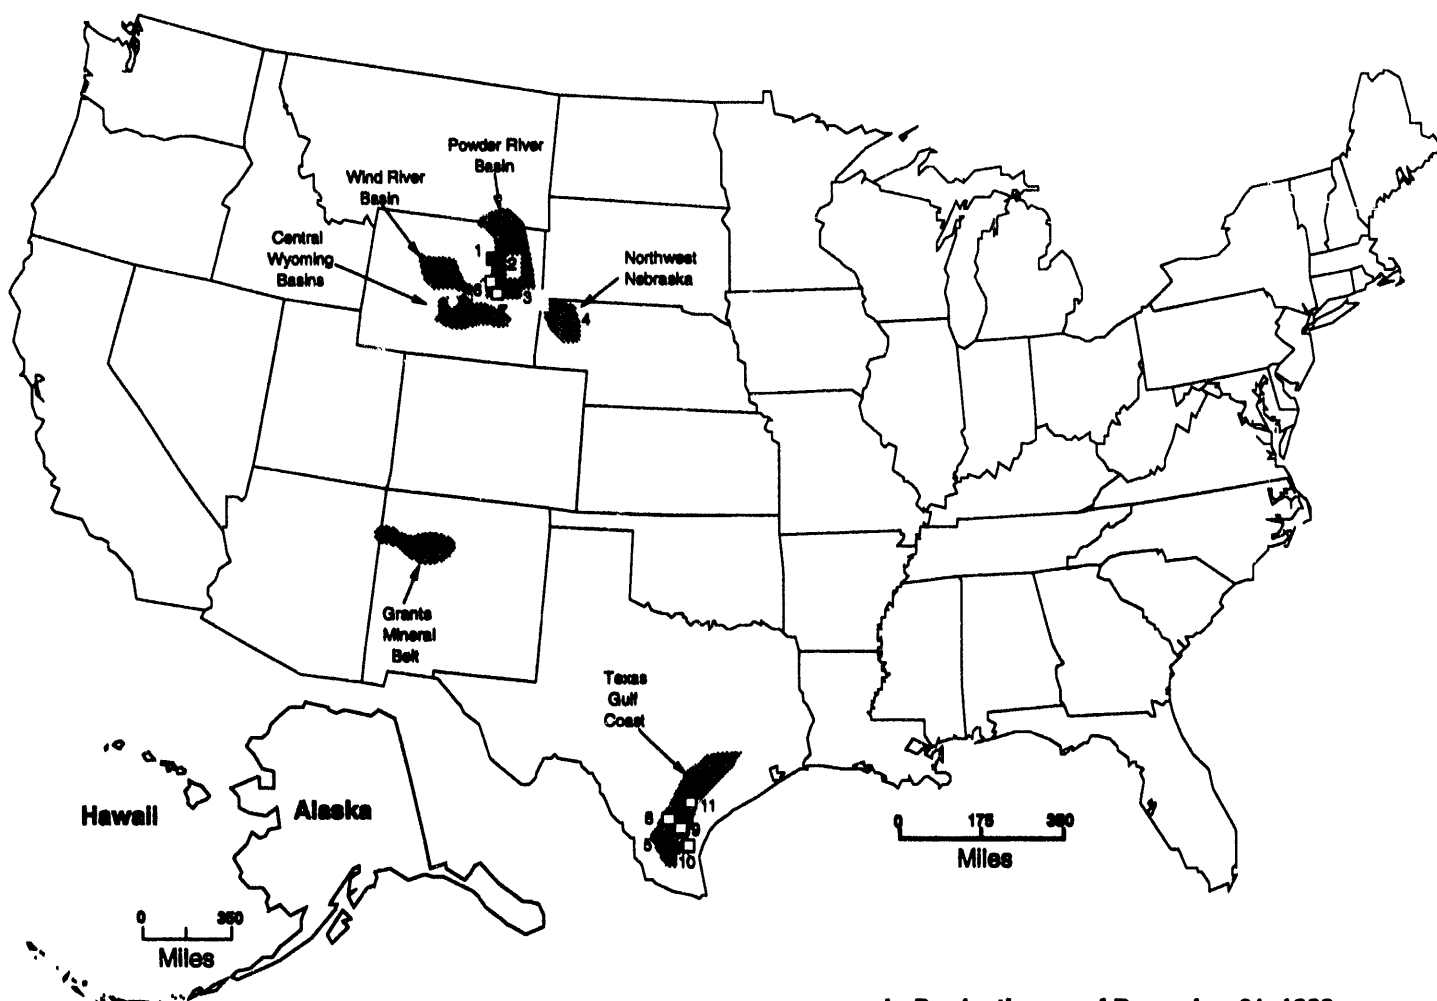 Powder River
Basin
Wind River
Basin
Central
Wyoming
Basins
Northwest
Nebraska
1
2
3
4
Grants
Mineral
Belt
Texas
Gulf
Coast
11
9
5
10
Hawaii
Alaska
0 175 350
Miles
0 350
Miles